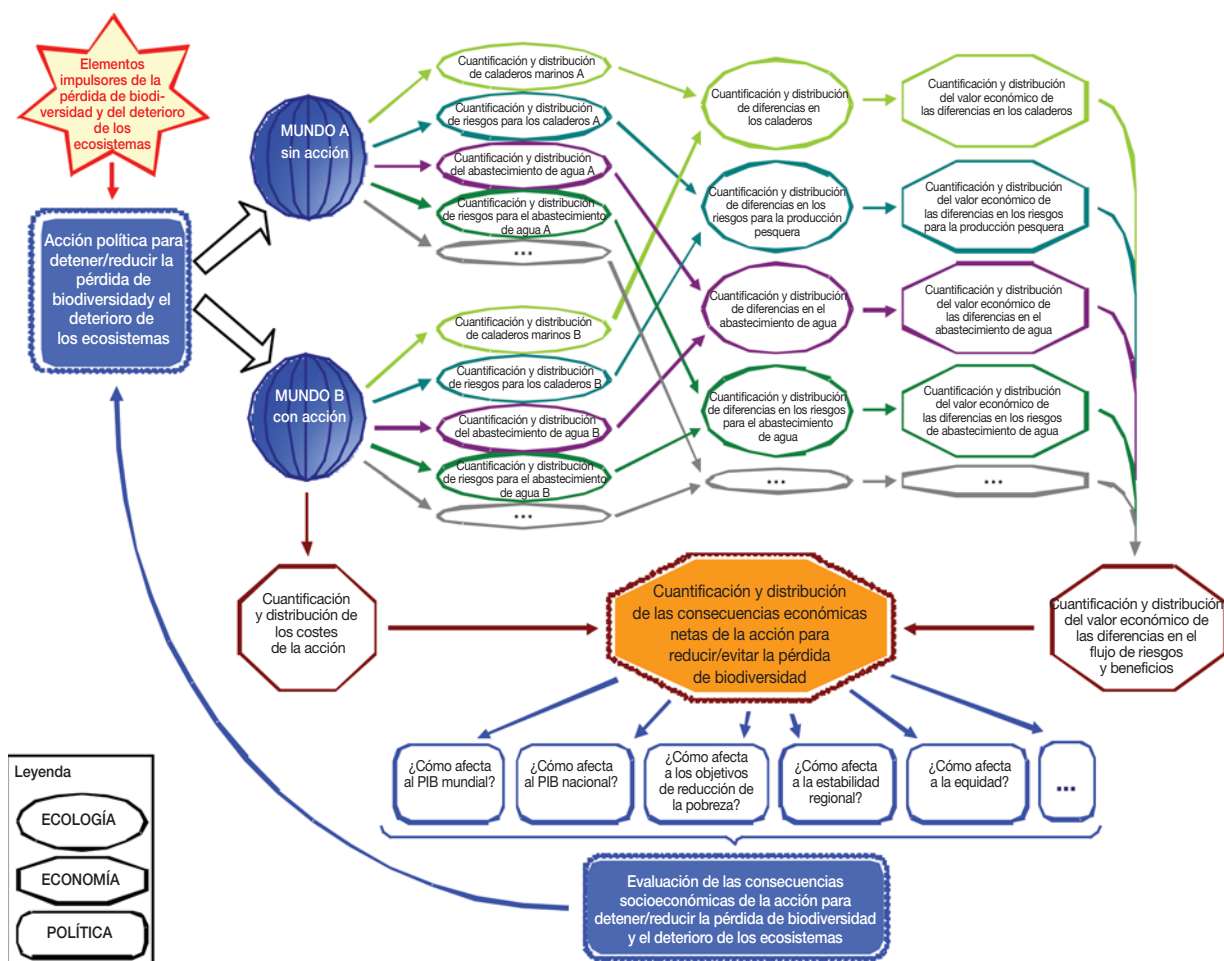 Elementos
impulsores de la
pérdida de biodi-
versidad y del deterioro
de los
ecosistemas
Acción política para
detener/reducir la
pérdida de
biodiversidady el
deterioro de
los ecosistemas
MUNDO A
sin acción
MUNDO B
con acción
Cuantificación y distribución
de caladeros marinos A
Cuantificación y distribución
de riesgos para los caladeros A
Cuantificación y distribución
del abastecimiento de agua A
Cuantificación y distribución
de riesgos para el abastecimiento
de agua A
...
Cuantificación y distribución
de caladeros marinos B
Cuantificación y distribución
de riesgos para los caladeros B
Cuantificación y distribución
del abastecimiento de agua B
Cuantificación y distribución
de riesgos para el abastecimiento
de agua B
...
Cuantificación y distribución
de diferencias en
los caladeros
Cuantificación y distribución
de diferencias en los
riesgos para la producción
pesquera
Cuantificación y distribución
de diferencias en el
abastecimiento de agua
Cuantificación y distribución
de diferencias en los riesgos
para el abastecimiento
de agua
...
Cuantificación y distribución
del valor económico de
las diferencias en los caladeros
Cuantificación y distribución
del valor económico de
las diferencias en los riesgos
para la producción pesquera
Cuantificación y distribución
del valor económico de
las diferencias en el
abastecimiento de agua
Cuantificación y distribución
del valor económico de
las diferencias en los riesgos
de abastecimiento de agua
...
Cuantificación
y distribución de
los costes
de la acción
Cuantificación y distribución
de las consecuencias económicas
netas de la acción para
reducir/evitar la pérdida
de biodiversidad
Cuantificación y distribución
del valor económico de
las diferencias en el
flujo de riesgos
y beneficios
¿Cómo afecta
al PIB mundial?
¿Cómo afecta
al PIB nacional?
¿Cómo afecta
a los objetivos
de reducción de
la pobreza?
¿Cómo afecta
a la estabilidad
regional?
¿Cómo afecta
a la equidad?
...
Evaluación de las consecuencias
socioeconómicas de la acción para
detener/reducir la pérdida de biodiversidad
y el deterioro de los ecosistemas
Leyenda
ECOLOGÍA
ECONOMÍA
POLÍTICA